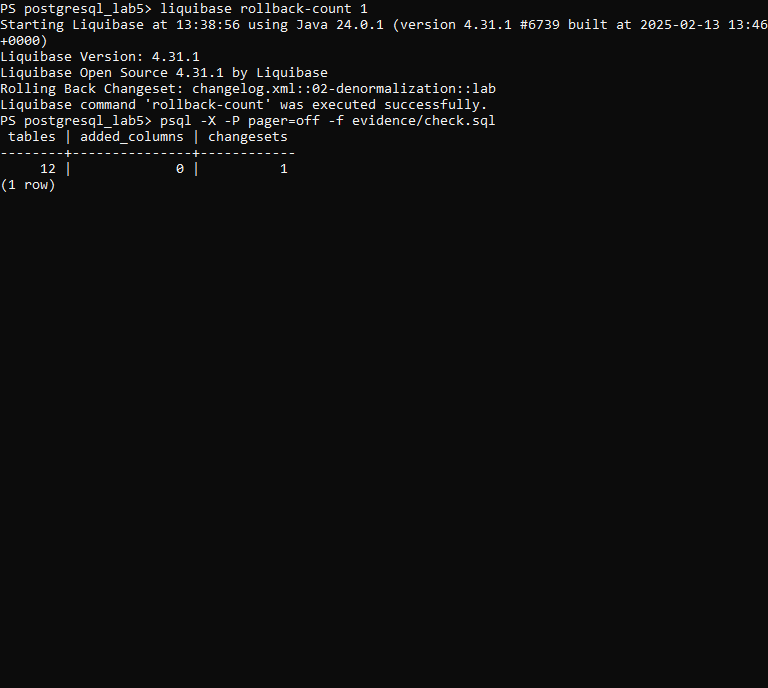 PS postgresql_lab5> liquibase rollback-count 1
Starting Liquibase at 13:38:56 using Java 24.0.1 (version 4.31.1 #6739 built at 2025-02-13 13:46
+0000)
Liquibase Version: 4.31.1
Liquibase Open Source 4.31.1 by Liquibase
Rolling Back Changeset: changelog.xml::02-denormalization::lab
Liquibase command 'rollback-count' was executed successfully.
PS postgresql_lab5> psql -X -P pager=off -f evidence/check.sql
 tables | added_columns | changesets
--------+---------------+------------
     12 |             0 |          1
(1 row)